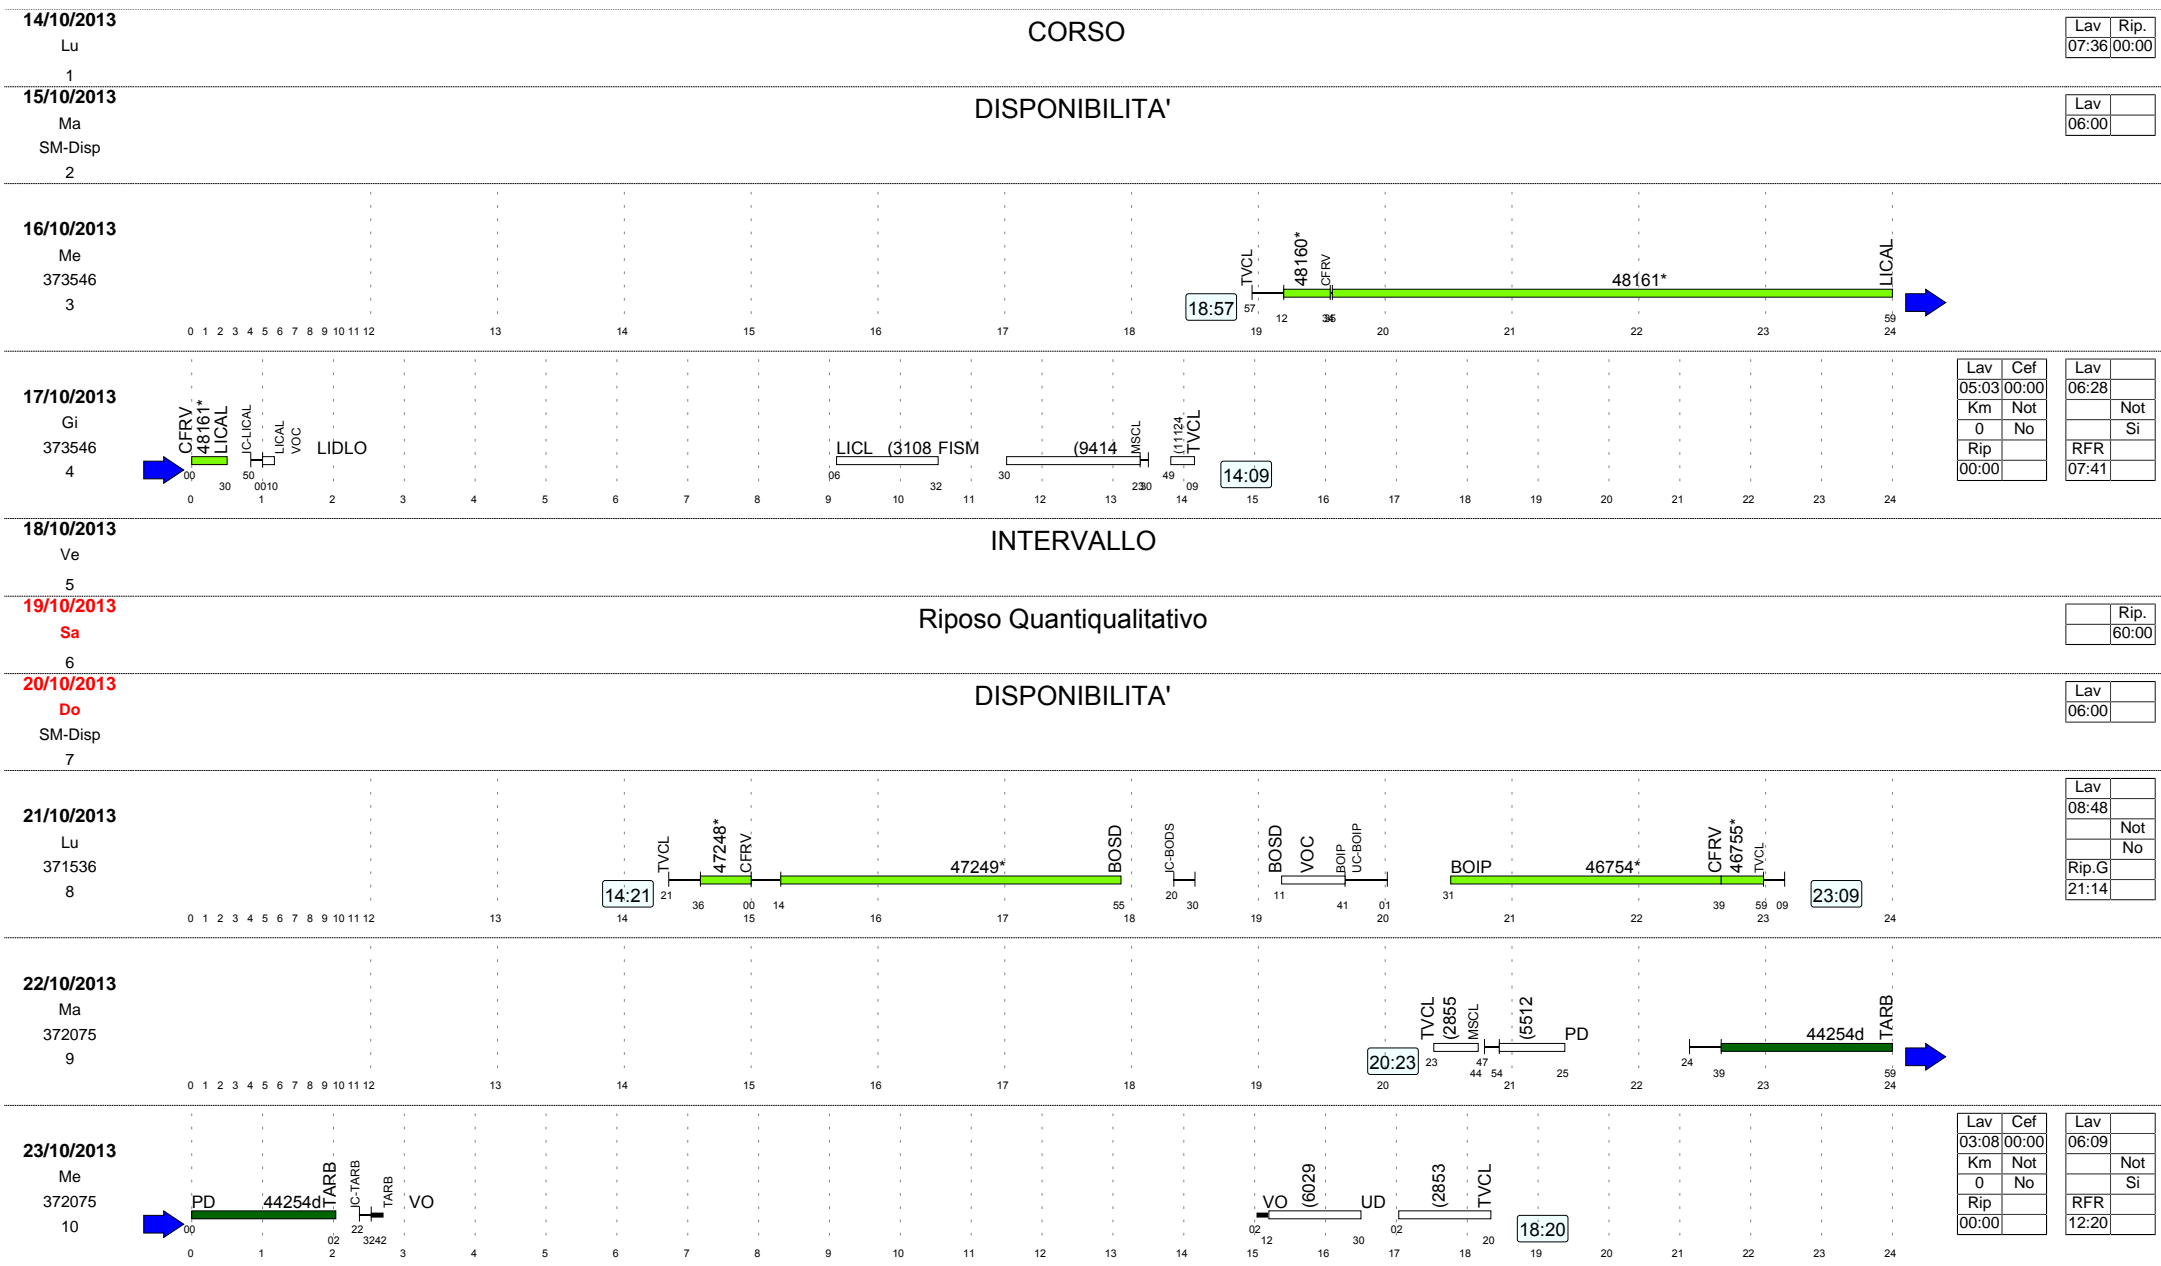 14/10/2013
Lu
1
CORSO
Lav Rip.
07:36 00:00
15/10/2013
Ma
SM-Disp
2
DISPONIBILITA'
Lav
06:00
16/10/2013
Me
373546
3
18:57
TVCL 48160* CFRV 48161* LICAL
57 12 34 35 59
0 1 2 3 4 5 6 7 8 9 10 11 12 13 14 15 16 17 18 19 20 21 22 23 24
17/10/2013
Gi
373546
4
CFRV 48161* LICAL IC-LICAL LICAL VOC LIDLO LICL (3108 FISM (9414 MSCL (11124 TVCL
00 30 50 00 10 06 32 30 23 30 49 09
14:09
0 1 2 3 4 5 6 7 8 9 10 11 12 13 14 15 16 17 18 19 20 21 22 23 24
Lav Cef
05:03 00:00
Km Not
0 No
Rip
00:00
Lav
06:28
Not
Si
RFR
07:41
18/10/2013
Ve
5
INTERVALLO
19/10/2013
Sa
6
Riposo Quantiqualitativo
Rip.
60:00
20/10/2013
Do
SM-Disp
7
DISPONIBILITA'
Lav
06:00
21/10/2013
Lu
371536
8
14:21
TVCL 47248* CFRV 47249* BOSD IC-BODS BOSD VOC BOIP UC-BOIP BOIP 46754* CFRV 46755* TVCL
21 36 00 14 55 20 30 11 41 01 31 39 59 09
23:09
0 1 2 3 4 5 6 7 8 9 10 11 12 13 14 15 16 17 18 19 20 21 22 23 24
Lav
08:48
Not
No
Rip.G
21:14
22/10/2013
Ma
372075
9
20:23
TVCL (2855 MSCL (5512 PD 44254d TARB
23 44 47 54 25 24 39 59
0 1 2 3 4 5 6 7 8 9 10 11 12 13 14 15 16 17 18 19 20 21 22 23 24
23/10/2013
Me
372075
10
PD 44254d TARB IC-TARB TARB VO VO (6029 UD (2853 TVCL
00 02 22 32 42 02 12 30 02 20
18:20
0 1 2 3 4 5 6 7 8 9 10 11 12 13 14 15 16 17 18 19 20 21 22 23 24
Lav Cef
03:08 00:00
Km Not
0 No
Rip
00:00
Lav
06:09
Not
Si
RFR
12:20